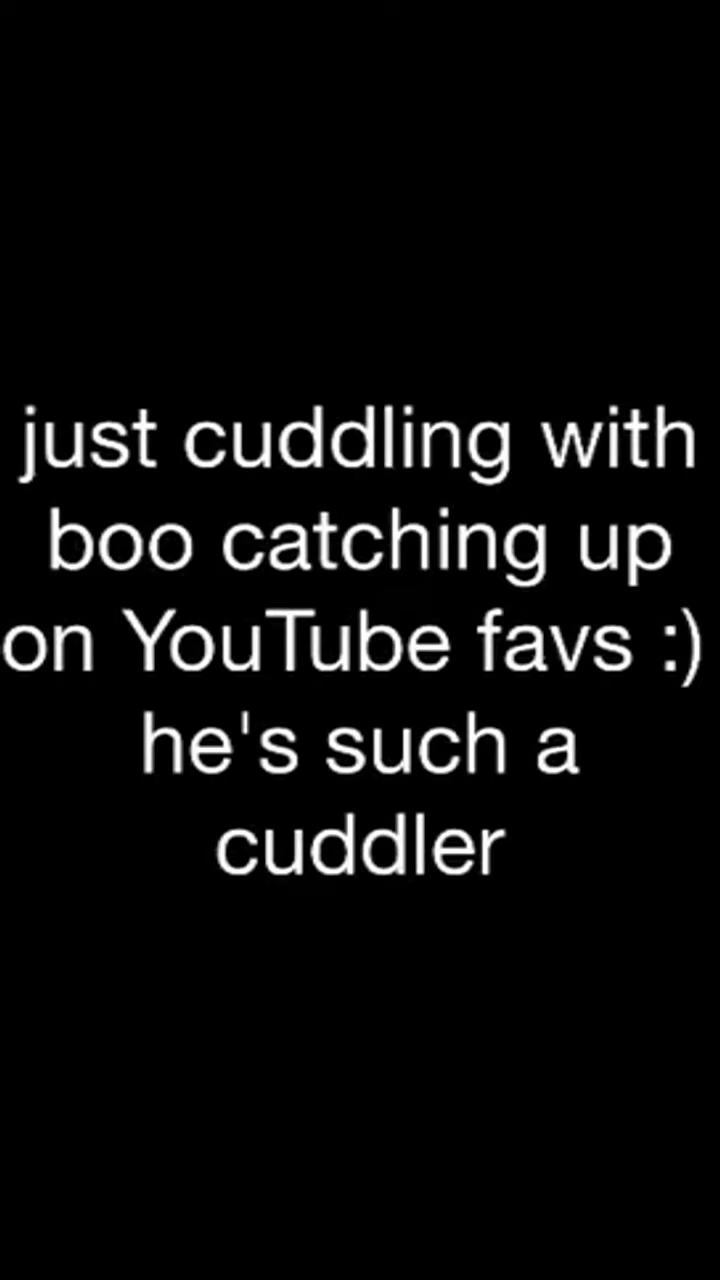 just cuddling with
boo catching up
on YouTube favs :)
he's such a
cuddler